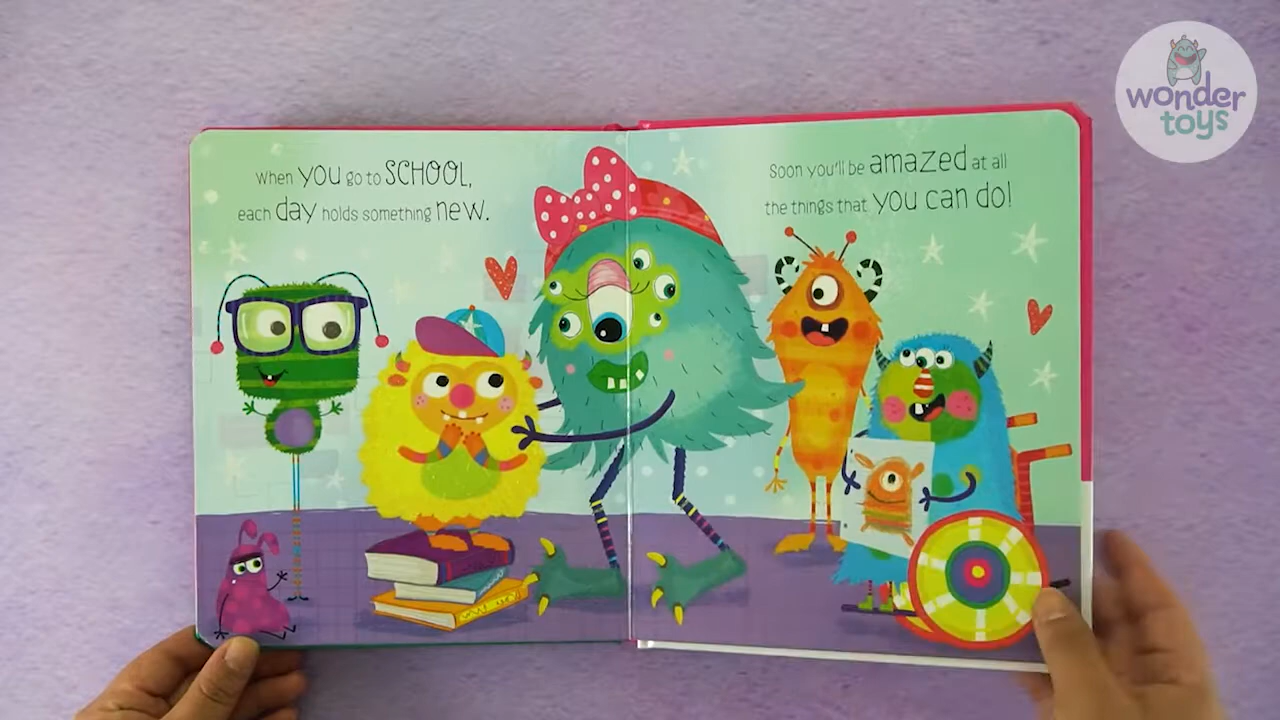 When YOU go to SCHOOL,
each day holds something new.
Soon you'll be amazed at all
the things that you can do!
wonder
toys